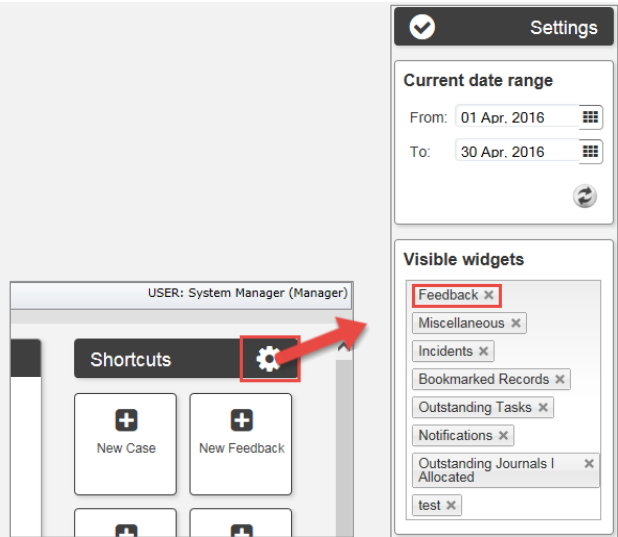 Settings
Current date range
From: 01 Apr. 2016
To: 30 Apr. 2016
Visible widgets
Feedback ×
Miscellaneous ×
Incidents ×
Bookmarked Records ×
Outstanding Tasks ×
Notifications ×
Outstanding Journals I ×
Allocated
test ×
USER: System Manager (Manager)
Shortcuts
New Case
New Feedback